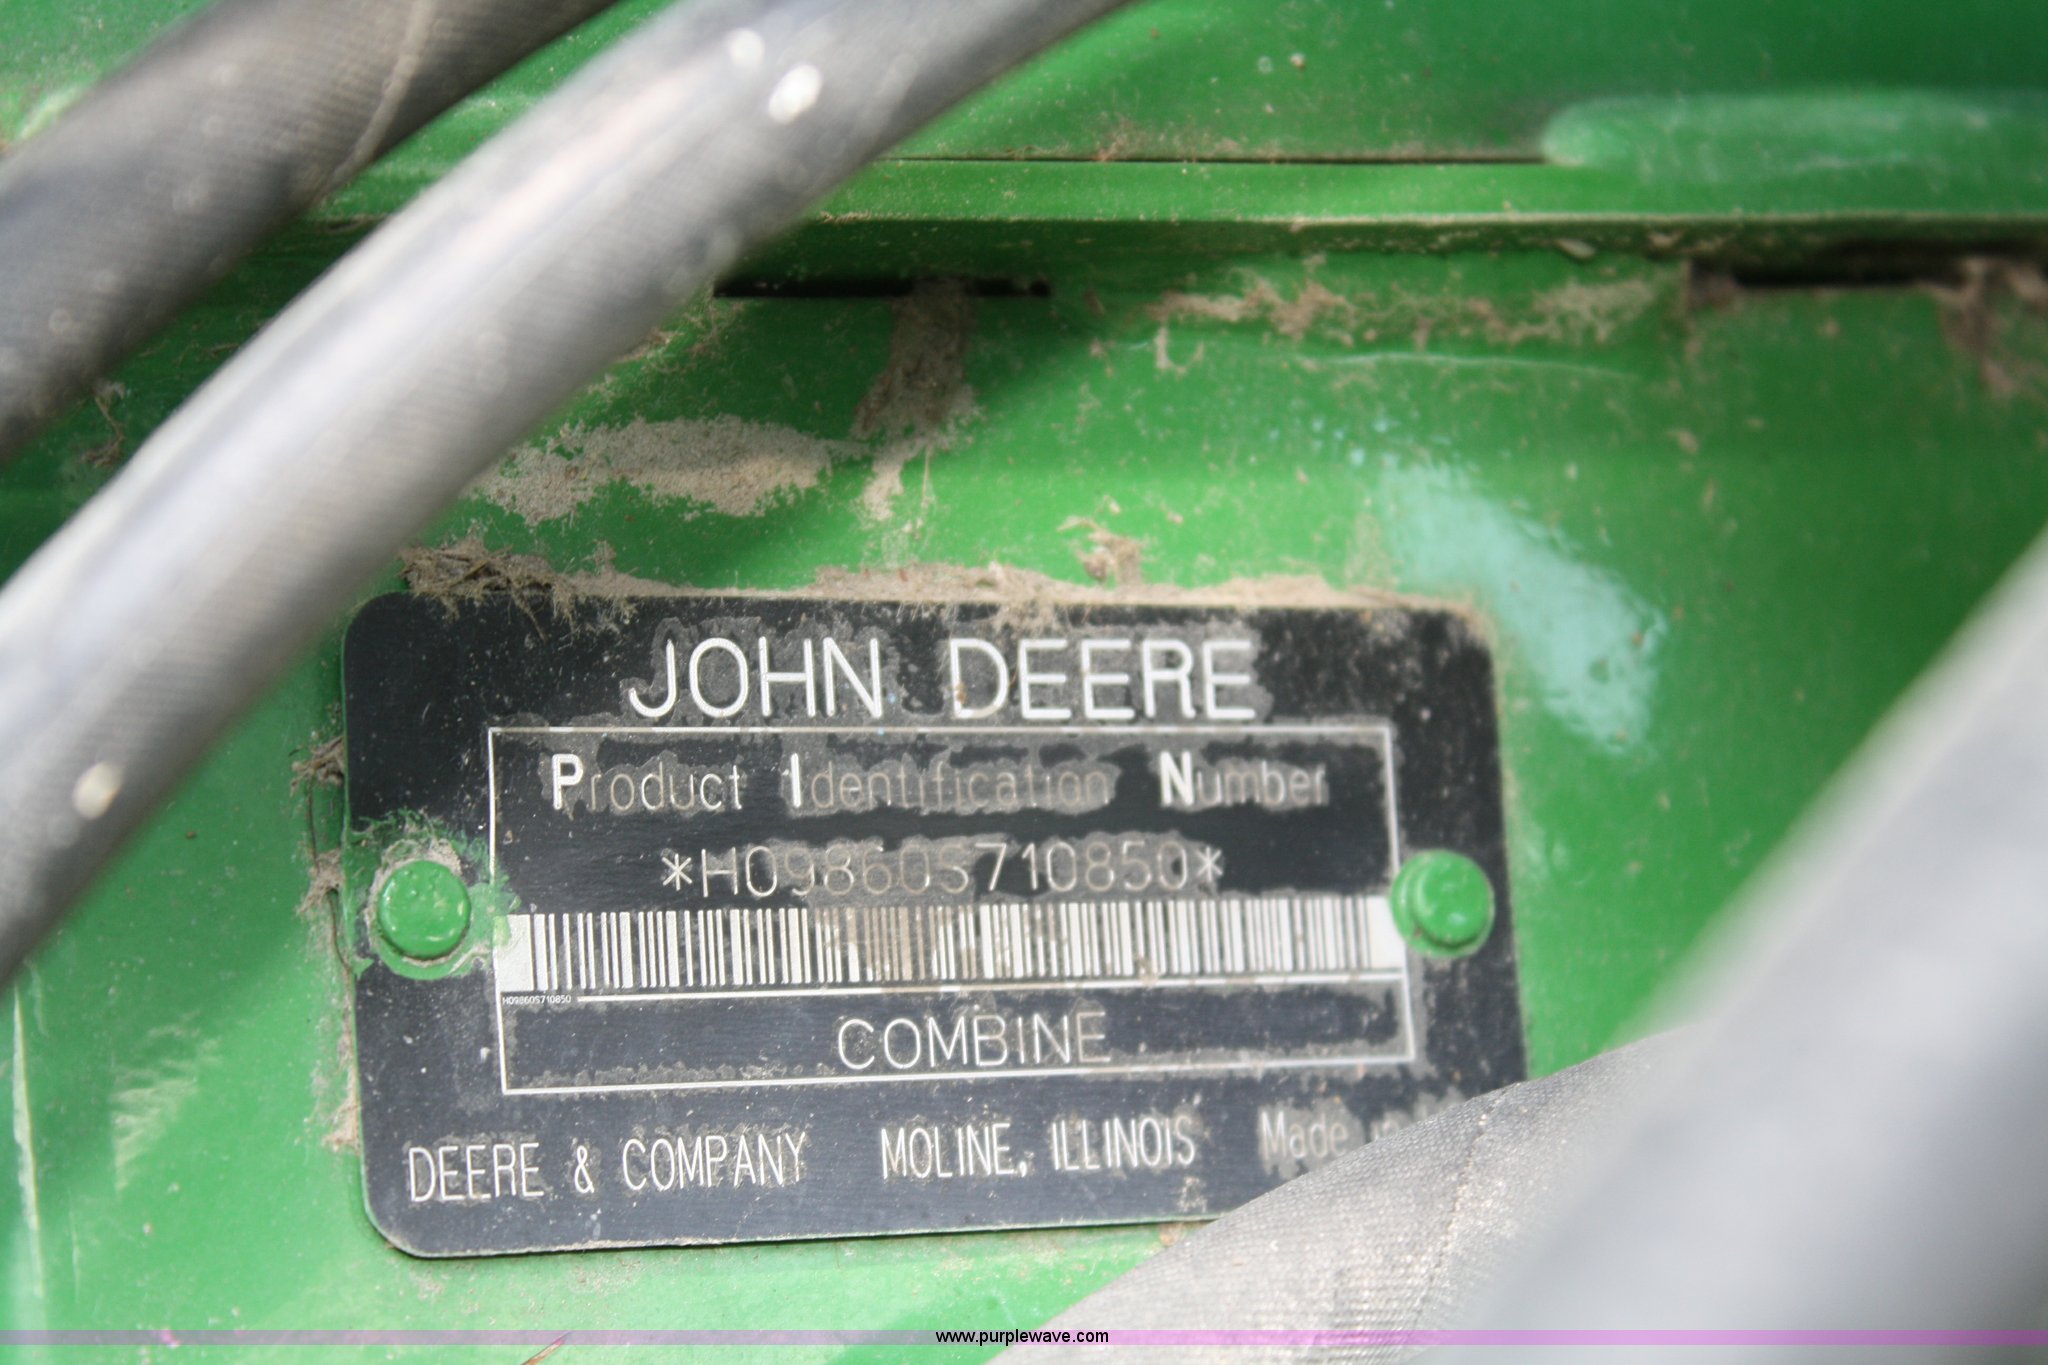 JOHN DEERE
Product Identification Number
*H09860S710850*
H09860S710850
COMBINE
DEERE & COMPANY MOLINE, ILLINOIS Made
www.purplewave.com